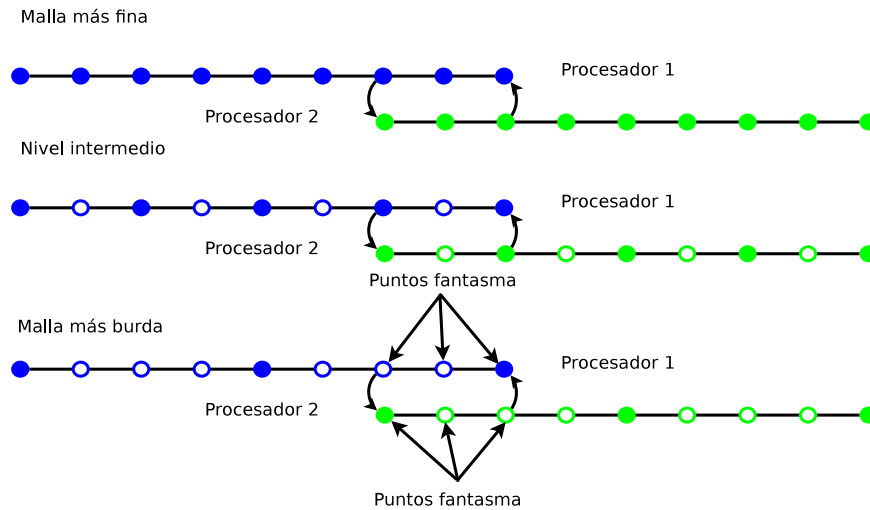 Malla más fina
Procesador 1
Procesador 2
Nivel intermedio
Procesador 1
Procesador 2
Puntos fantasma
Malla más burda
Procesador 1
Procesador 2
Puntos fantasma